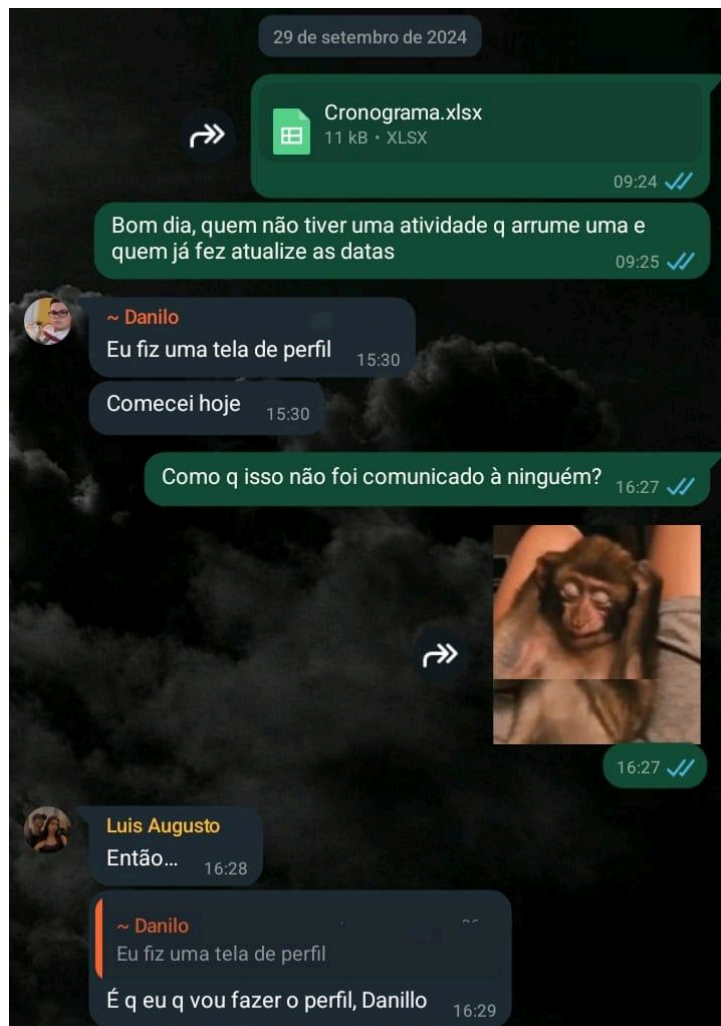 29 de setembro de 2024
Cronograma.xlsx
11 kB • XLSX
09:24
Bom dia, quem não tiver uma atividade q arrume uma e
quem já fez atualize as datas
09:25
~ Danilo
Eu fiz uma tela de perfil
15:30
Comecei hoje
15:30
Como q isso não foi comunicado à ninguém?
16:27
16:27
Luis Augusto
Então...
16:28
~ Danilo
Eu fiz uma tela de perfil
É q eu q vou fazer o perfil, Danillo
16:29